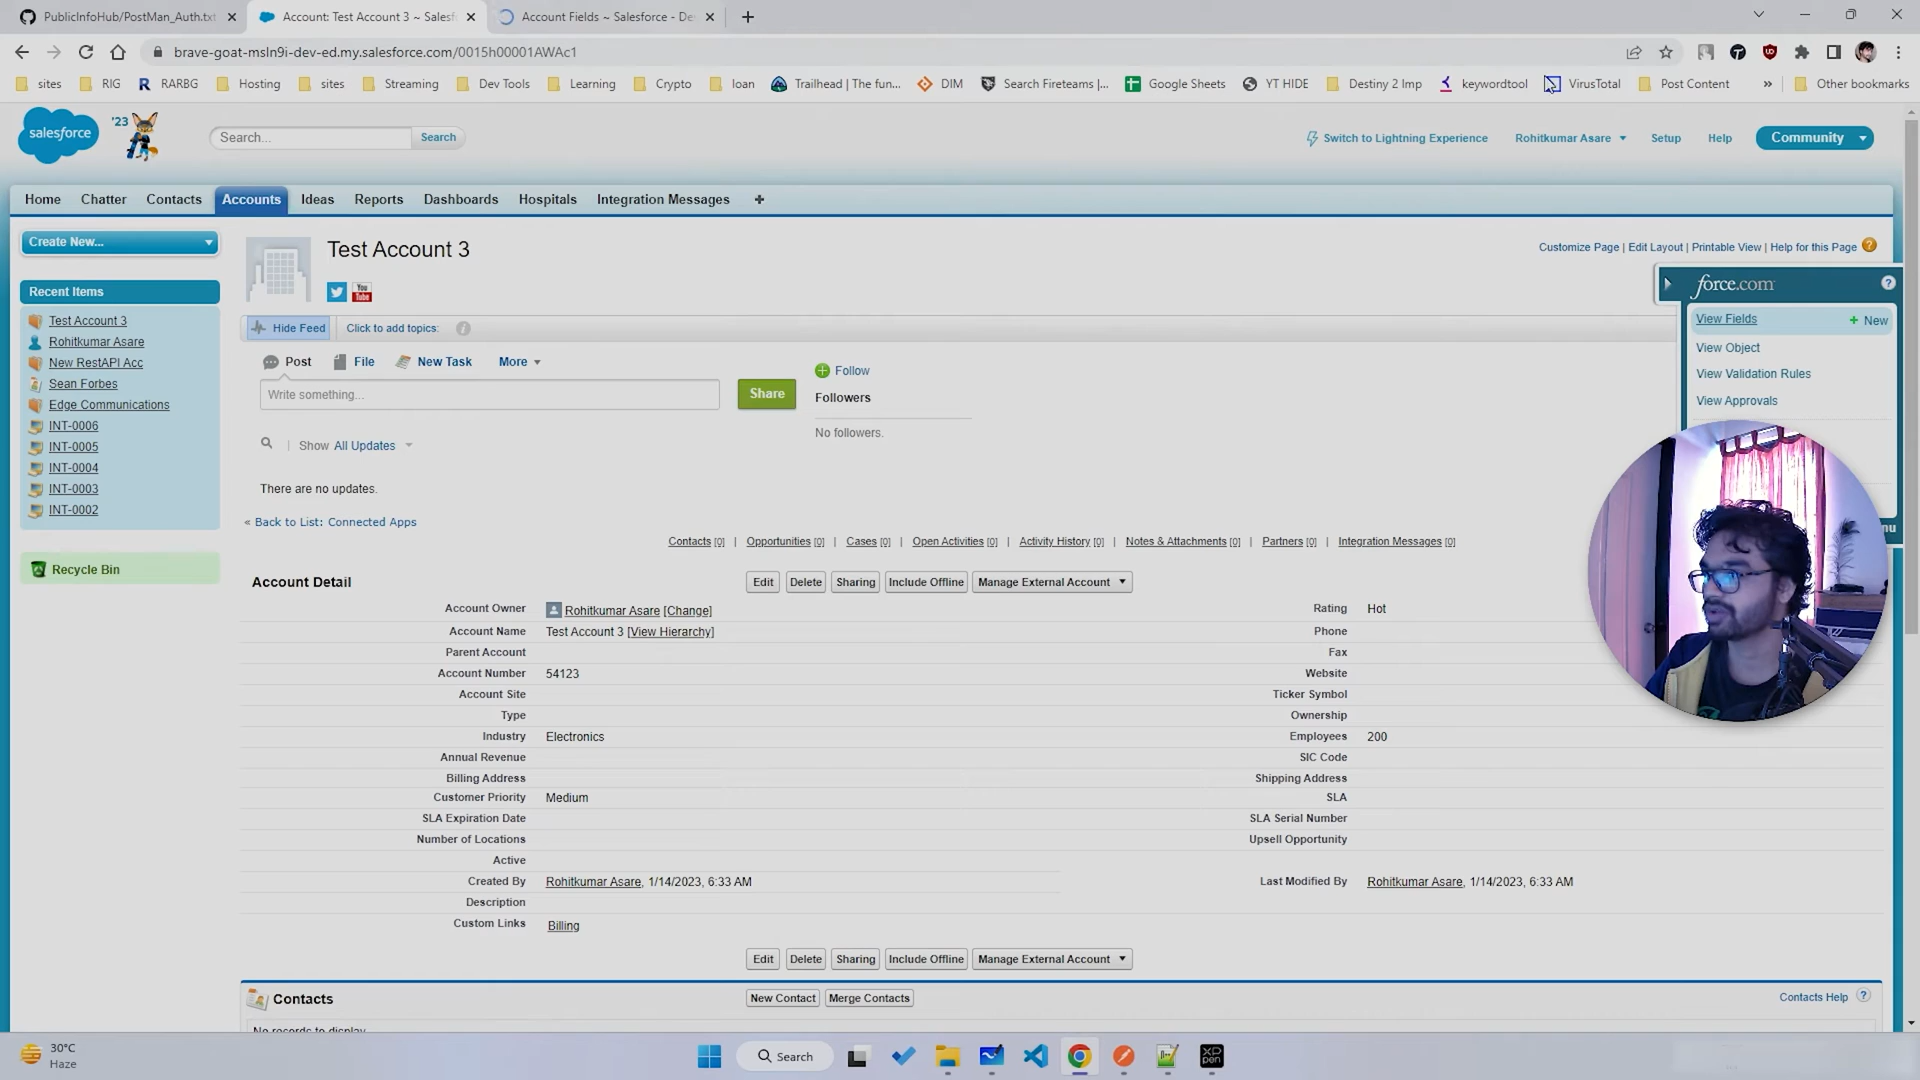 PublicInfoHub/PostMan_Auth.txt
Account: Test Account 3 ~ Salesf
Account Fields ~ Salesforce - De
brave-goat-msln9i-dev-ed.my.salesforce.com/0015h00001AWAc1
sites RIG RARBG Hosting sites Streaming Dev Tools Learning Crypto loan Trailhead | The fun... DIM Search Fireteams |... Google Sheets YT HIDE Destiny 2 Imp keywordtool VirusTotal Post Content » Other bookmarks
salesforce '23 Search... Search Switch to Lightning Experience Rohitkumar Asare Setup Help Community
Home Chatter Contacts Accounts Ideas Reports Dashboards Hospitals Integration Messages +
Create New...
Recent Items
Test Account 3
Rohitkumar Asare
New RestAPI Acc
Sean Forbes
Edge Communications
INT-0006
INT-0005
INT-0004
INT-0003
INT-0002
Recycle Bin
Test Account 3
Customize Page | Edit Layout | Printable View | Help for this Page ?
You Tube
force.com ?
View Fields + New
View Object
View Validation Rules
View Approvals
nu
Hide Feed Click to add topics: i
Post File New Task More
Write something... Share
Follow
Followers
No followers.
Show All Updates
There are no updates.
« Back to List: Connected Apps
Contacts [0] | Opportunities [0] | Cases [0] | Open Activities [0] | Activity History [0] | Notes & Attachments [0] | Partners [0] | Integration Messages [0]
Account Detail Edit Delete Sharing Include Offline Manage External Account
Account Owner Rohitkumar Asare [Change] Rating Hot
Account Name Test Account 3 [View Hierarchy] Phone
Parent Account Fax
Account Number 54123 Website
Account Site Ticker Symbol
Type Ownership
Industry Electronics Employees 200
Annual Revenue SIC Code
Billing Address Shipping Address
Customer Priority Medium SLA
SLA Expiration Date SLA Serial Number
Number of Locations Upsell Opportunity
Active
Created By Rohitkumar Asare, 1/14/2023, 6:33 AM Last Modified By Rohitkumar Asare, 1/14/2023, 6:33 AM
Description
Custom Links Billing
Edit Delete Sharing Include Offline Manage External Account
Contacts New Contact Merge Contacts Contacts Help ?
No records to display
30°C
Haze
Search
XP
PEN